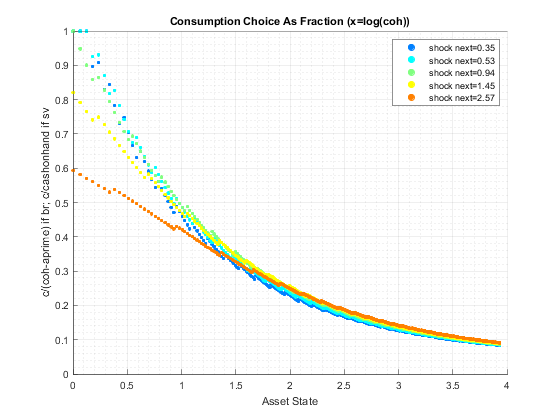 Consumption Choice As Fraction (x=log(coh))
c/(coh-aprime) if br; c/cashonhand if sv
1
0.9
0.8
0.7
0.6
0.5
0.4
0.3
0.2
0.1
0
shock next=0.35
shock next=0.53
shock next=0.94
shock next=1.45
shock next=2.57
0 0.5 1 1.5 2 2.5 3 3.5 4
Asset State